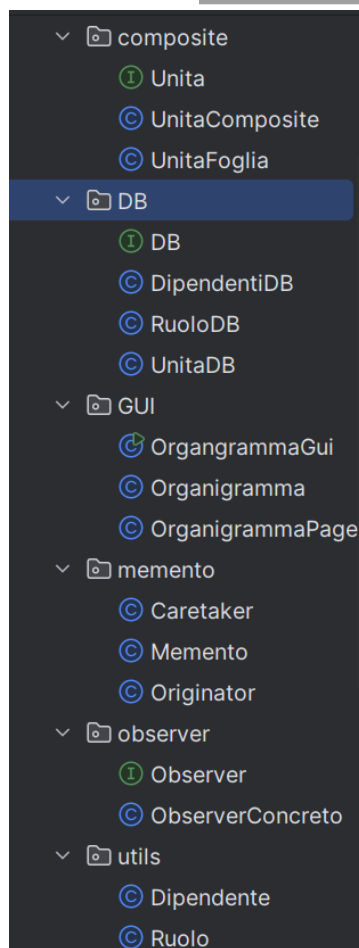 composite
Unita
UnitaComposite
UnitaFoglia
DB
DB
DipendentiDB
RuoloDB
UnitaDB
GUI
OrgangrammaGui
Organigramma
OrganigrammaPage
memento
Caretaker
Memento
Originator
observer
Observer
ObserverConcreto
utils
Dipendente
Ruolo